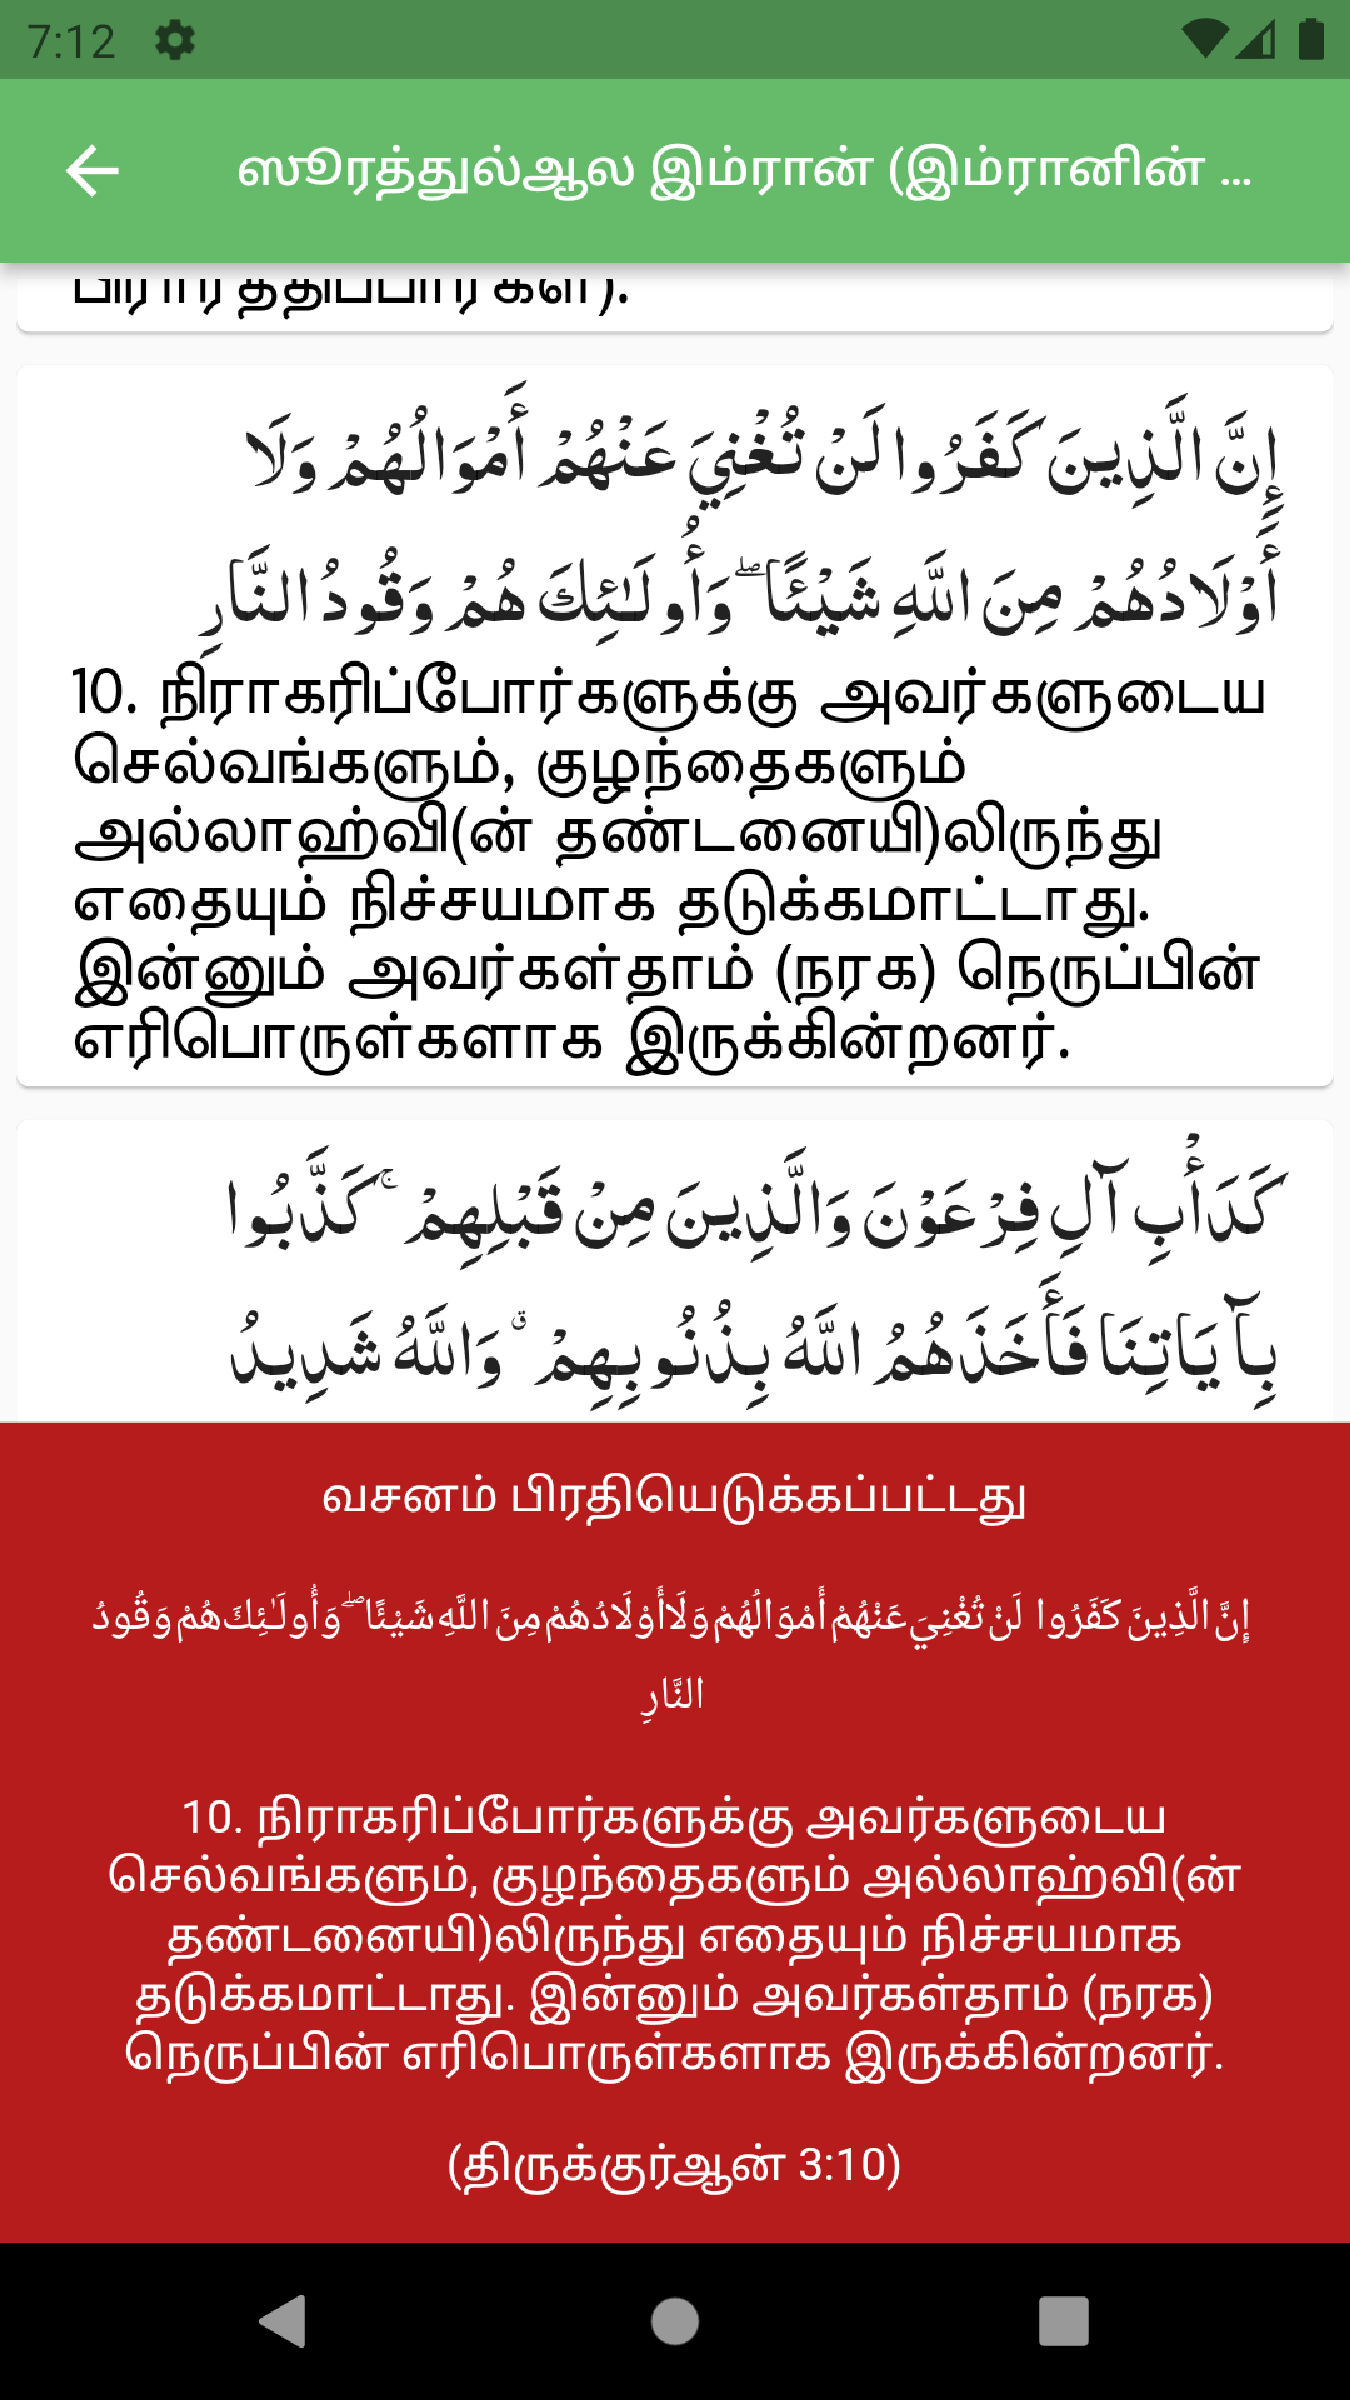 7:12
ஸூரத்துல்ஆல இம்ரான் (இம்ரானின் ...
பிரார்த்திப்பார்கள்).
إِنَّ الَّذِينَ كَفَرُوا لَنْ تُغْنِيَ عَنْهُمْ أَمْوَالُهُمْ وَلَا
أَوْلَادُهُمْ مِنَ اللَّهِ شَيْئًا ۖ وَأُولَـٰئِكَ هُمْ وَقُودُ النَّارِ
10. நிராகரிப்போர்களுக்கு அவர்களுடைய
செல்வங்களும், குழந்தைகளும்
அல்லாஹ்வி(ன் தண்டனையி)லிருந்து
எதையும் நிச்சயமாக தடுக்கமாட்டாது.
இன்னும் அவர்கள்தாம் (நரக) நெருப்பின்
எரிபொருள்களாக இருக்கின்றனர்.
كَدَأْبِ آلِ فِرْعَوْنَ وَالَّذِينَ مِنْ قَبْلِهِمْ ۚ كَذَّبُوا
بِآيَاتِنَا فَأَخَذَهُمُ اللَّهُ بِذُنُوبِهِمْ ۗ وَاللَّهُ شَدِيدُ
வசனம் பிரதியெடுக்கப்பட்டது
إِنَّ الَّذِينَ كَفَرُوا لَنْ تُغْنِيَ عَنْهُمْ أَمْوَالُهُمْ وَلَاأَوْلَادُهُمْ مِنَ اللَّهِ شَيْئًا ۖ وَأُولَـٰئِكَ هُمْ وَقُودُ
النَّارِ
10. நிராகரிப்போர்களுக்கு அவர்களுடைய
செல்வங்களும், குழந்தைகளும் அல்லாஹ்வி(ன்
தண்டனையி)லிருந்து எதையும் நிச்சயமாக
தடுக்கமாட்டாது. இன்னும் அவர்கள்தாம் (நரக)
நெருப்பின் எரிபொருள்களாக இருக்கின்றனர்.
(திருக்குர்ஆன் 3:10)